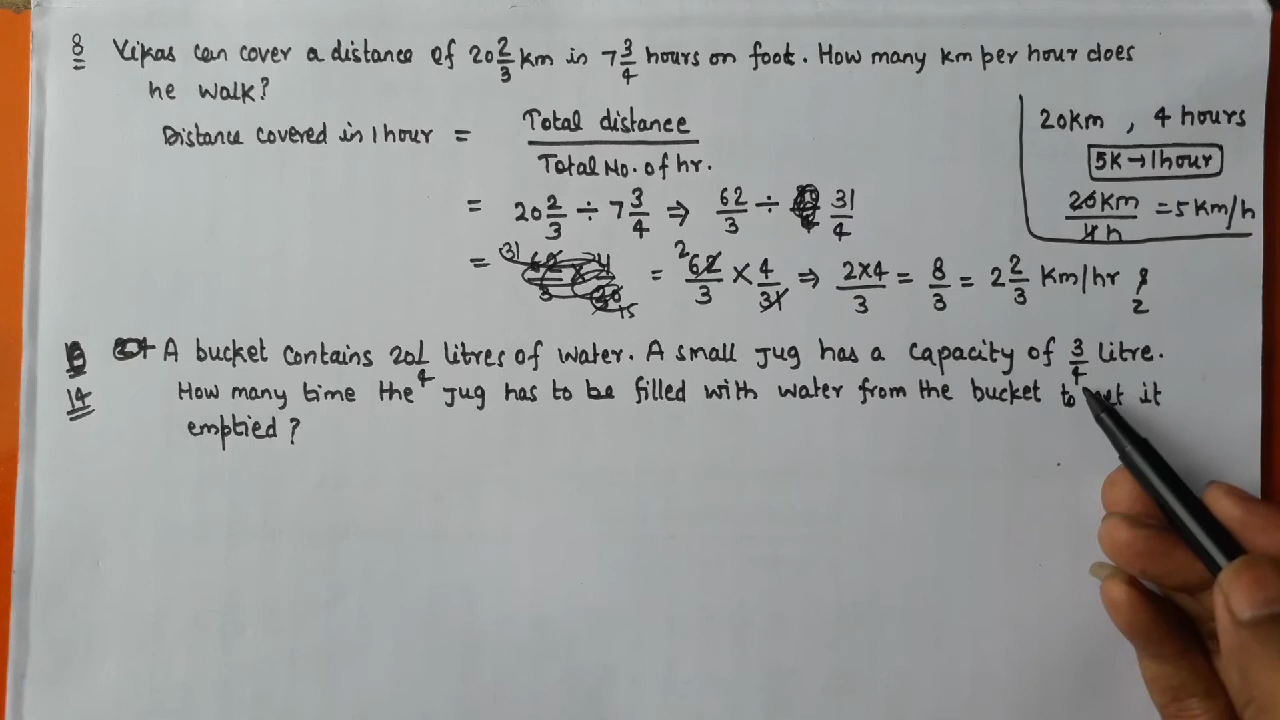 8 Vikas can cover a distance of 20 2/3 km in 7 3/4 hours on foot. How many km per hour does
he walk?
Distance covered in 1 hour = Total distance / Total No. of hr.
= 20 2/3 ÷ 7 3/4 ⇒ 62/3 ÷ 31/4
= = 62/3 × 4/31 ⇒ 2×4/3 = 8/3 = 2 2/3 Km/hr
20km , 4 hours
5K → 1hour
20km / 4h = 5 Km/h
14 A bucket contains 20 1/4 litres of water. A small Jug has a capacity of 3/4 litre.
How many time the Jug has to be filled with water from the bucket to get it
emptied?